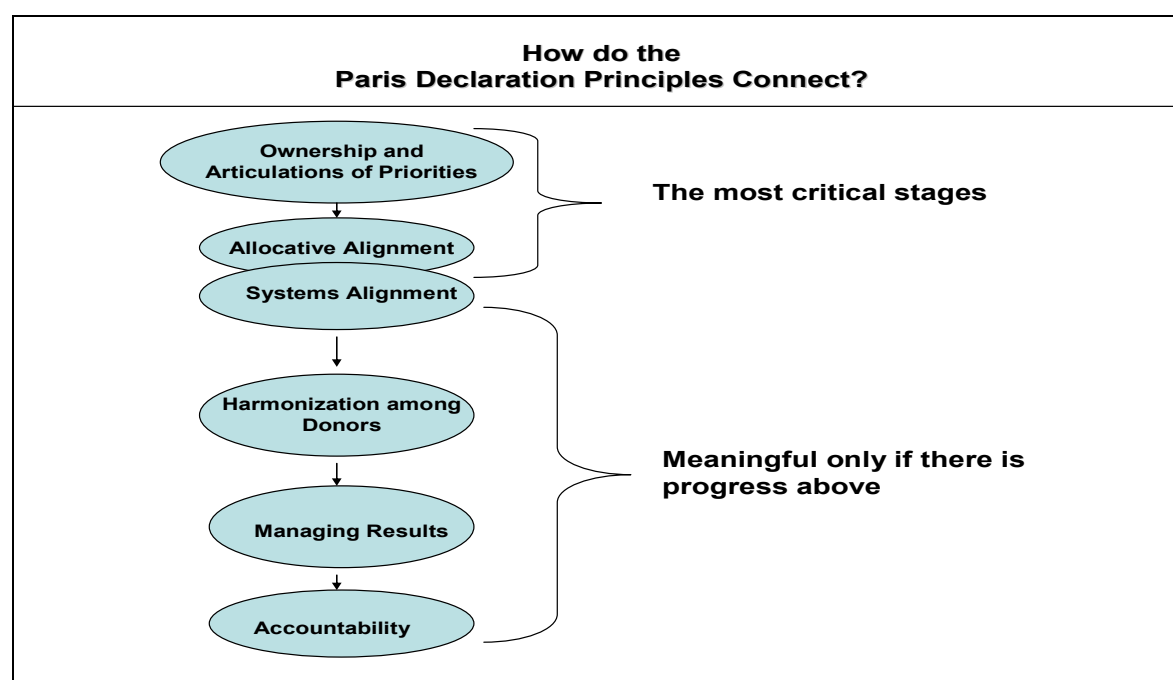 How do the
Paris Declaration Principles Connect?
Ownership and
Articulations of Priorities
The most critical stages
Allocative Alignment
Systems Alignment
Harmonization among
Donors
Meaningful only if there is
progress above
Managing Results
Accountability